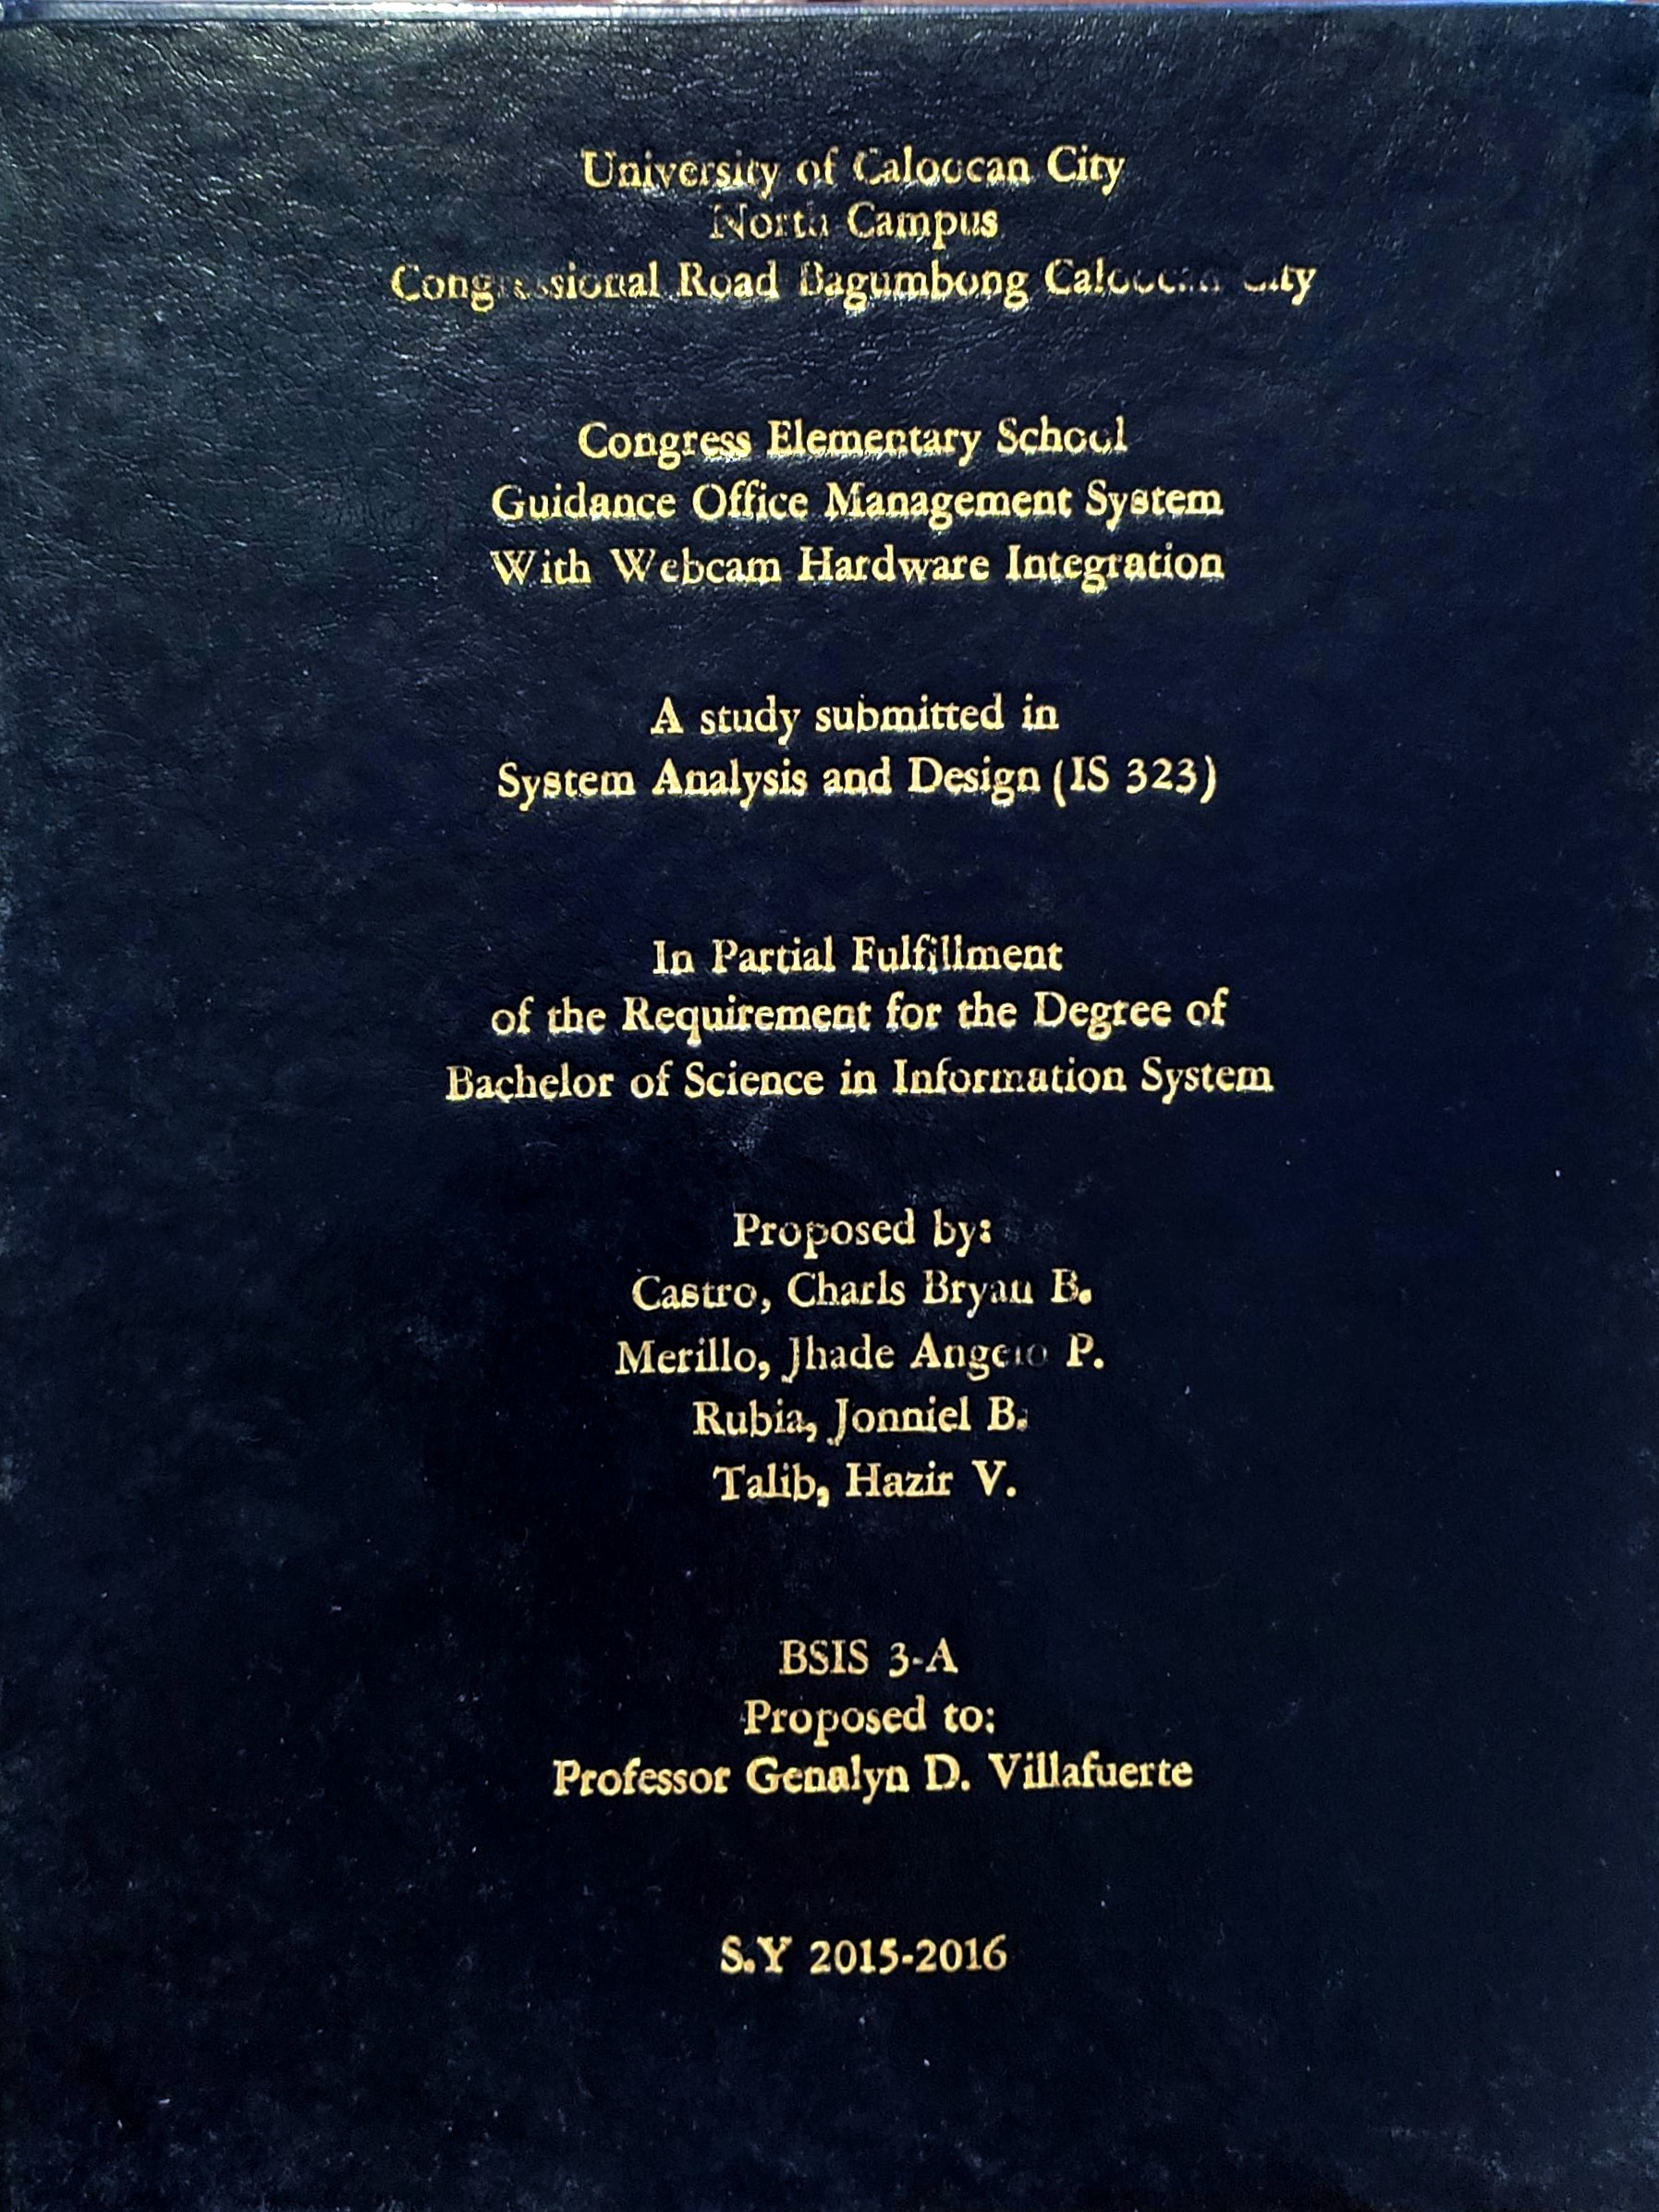 University of Caloocan City
North Campus
Congressional Road Bagumbong Caloocan City
Congress Elementary School
Guidance Office Management System
With Webcam Hardware Integration
A study submitted in
System Analysis and Design (IS 323)
In Partial Fulfillment
of the Requirement for the Degree of
Bachelor of Science in Information System
Proposed by:
Castro, Charls Bryan B.
Merillo, Jhade Angelo P.
Rubia, Jonniel B.
Talib, Hazir V.
BSIS 3-A
Proposed to:
Professor Genalyn D. Villafuerte
S.Y 2015-2016